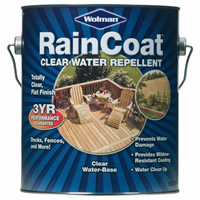 Wolman
RainCoat
CLEAR WATER REPELLENT
Totally
Clear,
Flat Finish
3YR
PERFORMANCE
GUARANTEE
Decks, Fences,
and More!
Clear
Water-Base
Prevents Water
Damage
Provides Mildew
Resistant Coating
Water Clean Up